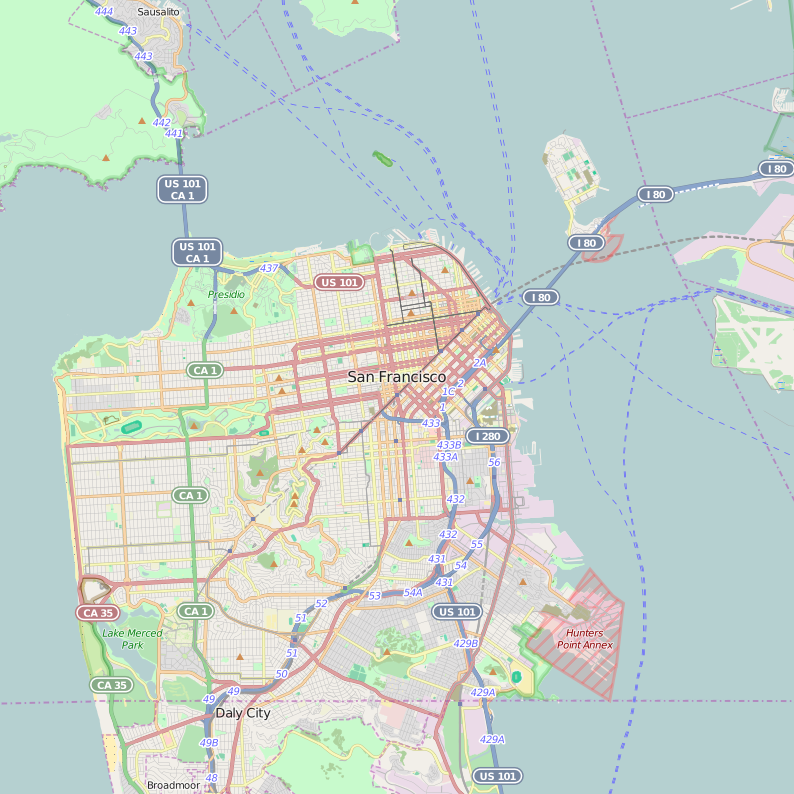 444
Sausalito
443
443
442
441
US 101
CA 1
I 80
I 80
I 80
US 101
CA 1
437
US 101
Presidio
I 80
CA 1
2A
San Francisco
2
1C
1
433
I 280
433B
433A
56
CA 1
432
432
55
431
54
431
53
54A
52
CA 35
CA 1
51
US 101
Lake Merced
Park
Hunters
Point Annex
429B
51
50
CA 35
49
49
429A
Daly City
49B
429A
48
US 101
Broadmoor